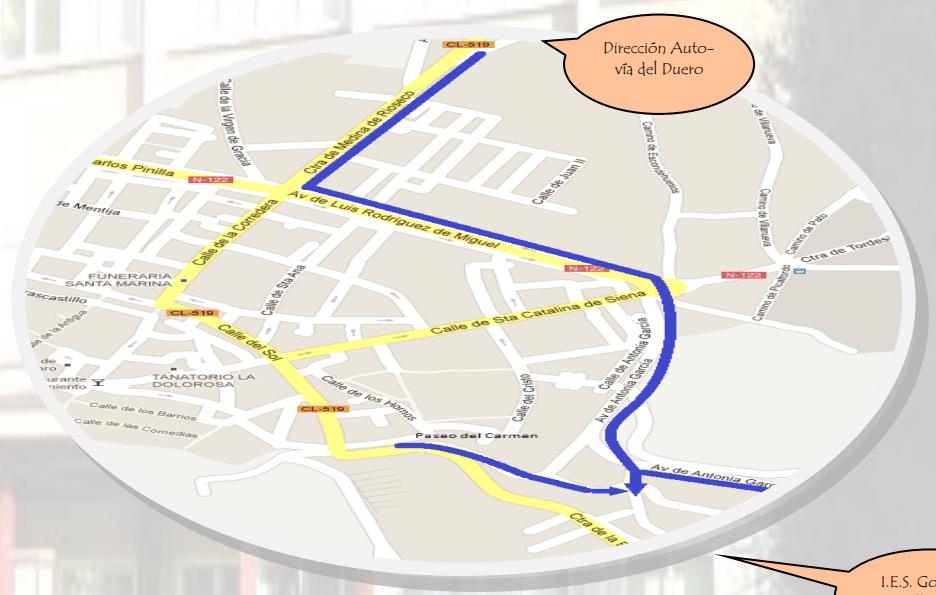 CL-519
Dirección Auto-
vía del Duero
Ctra de Medina de Rioseco
Calle de la Virgen de Gracia
Camino de Villanueva
Calle de Juan II
arlos Pinilla
N-122
Av de Luis Rodríguez de Miguel
de Mentija
Calle de la Corredera
Camino de Villanueva
Camino de Pato
Ctra de Tordes
FUNERARIA
SANTA MARINA
Calle de Sta Ana
N-122
N-122
Camino de Picatordo
rascastillo
CL-519
Calle de Sta Catalina de Siena
Calle del Sol
Calle de Antonia García
Av de Antonia García
TANATORIO LA
DOLOROSA
Calle de los Hornos
Calle del Cristo
CL-519
Calle de los Barrios
Calle de las Comedias
Paseo del Carmen
Av de Antonia Garc
Ctra de la
I.E.S. Go